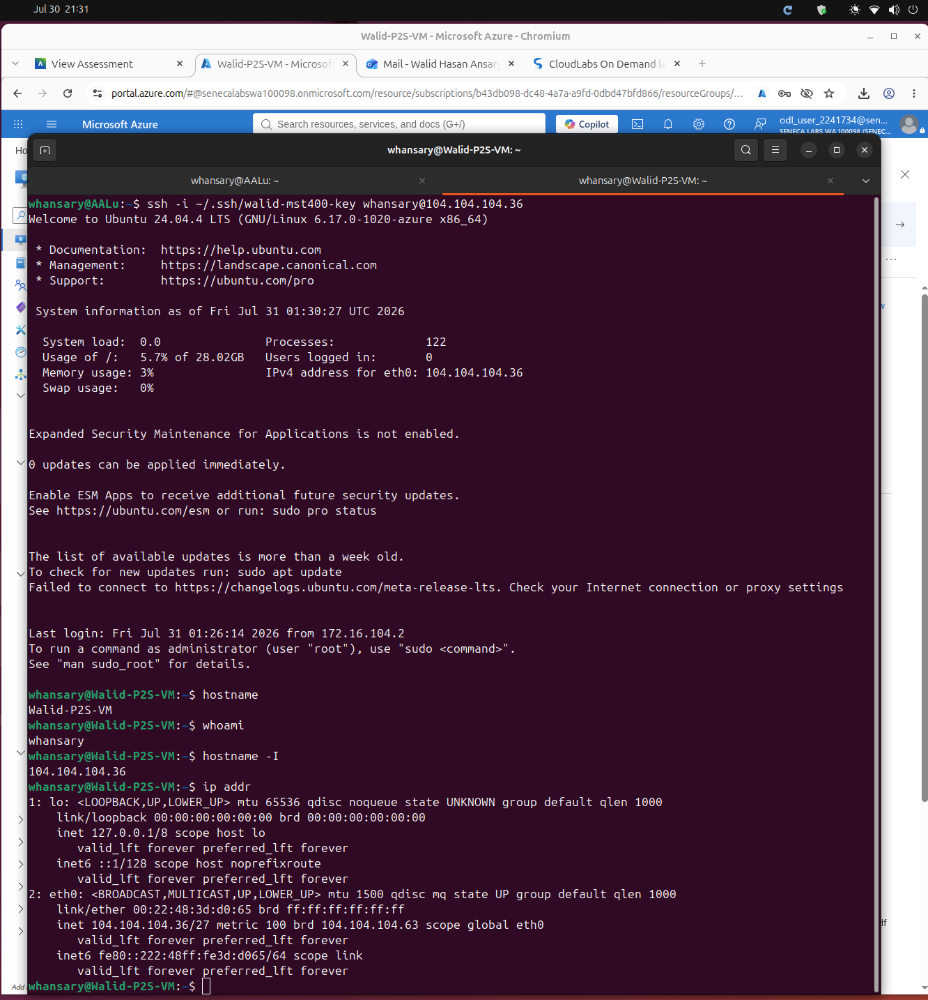 Jul 30 21:31
Walid-P2S-VM - Microsoft Azure - Chromium
View Assessment
Walid-P2S-VM - Microsof
Mail - Walid Hasan Ansar
CloudLabs On Demand la
portal.azure.com/#@senecalabswa100098.onmicrosoft.com/resource/subscriptions/b43db098-dc48-4a7a-a9fd-0dbd47bfd866/resourceGroups/...
Microsoft Azure
Search resources, services, and docs (G+/)
Copilot
odl_user_2241734@sen...
SENECA LABS WA 100098 (SENEC...
Ho
whansary@Walid-P2S-VM: ~
whansary@AALu: ~
whansary@Walid-P2S-VM: ~
whansary@AALu:~$ ssh -i ~/.ssh/walid-mst400-key whansary@104.104.104.36
Welcome to Ubuntu 24.04.4 LTS (GNU/Linux 6.17.0-1020-azure x86_64)
* Documentation:  https://help.ubuntu.com
* Management:     https://landscape.canonical.com
* Support:        https://ubuntu.com/pro
System information as of Fri Jul 31 01:30:27 UTC 2026
System load:  0.0               Processes:             122
Usage of /:   5.7% of 28.02GB   Users logged in:       0
Memory usage: 3%                IPv4 address for eth0: 104.104.104.36
Swap usage:   0%
Expanded Security Maintenance for Applications is not enabled.
0 updates can be applied immediately.
Enable ESM Apps to receive additional future security updates.
See https://ubuntu.com/esm or run: sudo pro status
The list of available updates is more than a week old.
To check for new updates run: sudo apt update
Failed to connect to https://changelogs.ubuntu.com/meta-release-lts. Check your Internet connection or proxy settings
Last login: Fri Jul 31 01:26:14 2026 from 172.16.104.2
To run a command as administrator (user "root"), use "sudo <command>".
See "man sudo_root" for details.
whansary@Walid-P2S-VM:~$ hostname
Walid-P2S-VM
whansary@Walid-P2S-VM:~$ whoami
whansary
whansary@Walid-P2S-VM:~$ hostname -I
104.104.104.36
whansary@Walid-P2S-VM:~$ ip addr
1: lo: <LOOPBACK,UP,LOWER_UP> mtu 65536 qdisc noqueue state UNKNOWN group default qlen 1000
link/loopback 00:00:00:00:00:00 brd 00:00:00:00:00:00
inet 127.0.0.1/8 scope host lo
valid_lft forever preferred_lft forever
inet6 ::1/128 scope host noprefixroute
valid_lft forever preferred_lft forever
2: eth0: <BROADCAST,MULTICAST,UP,LOWER_UP> mtu 1500 qdisc mq state UP group default qlen 1000
link/ether 00:22:48:3d:d0:65 brd ff:ff:ff:ff:ff:ff
inet 104.104.104.36/27 metric 100 brd 104.104.104.63 scope global eth0
valid_lft forever preferred_lft forever
inet6 fe80::222:48ff:fe3d:d065/64 scope link
valid_lft forever preferred_lft forever
df
Add
whansary@Walid-P2S-VM:~$